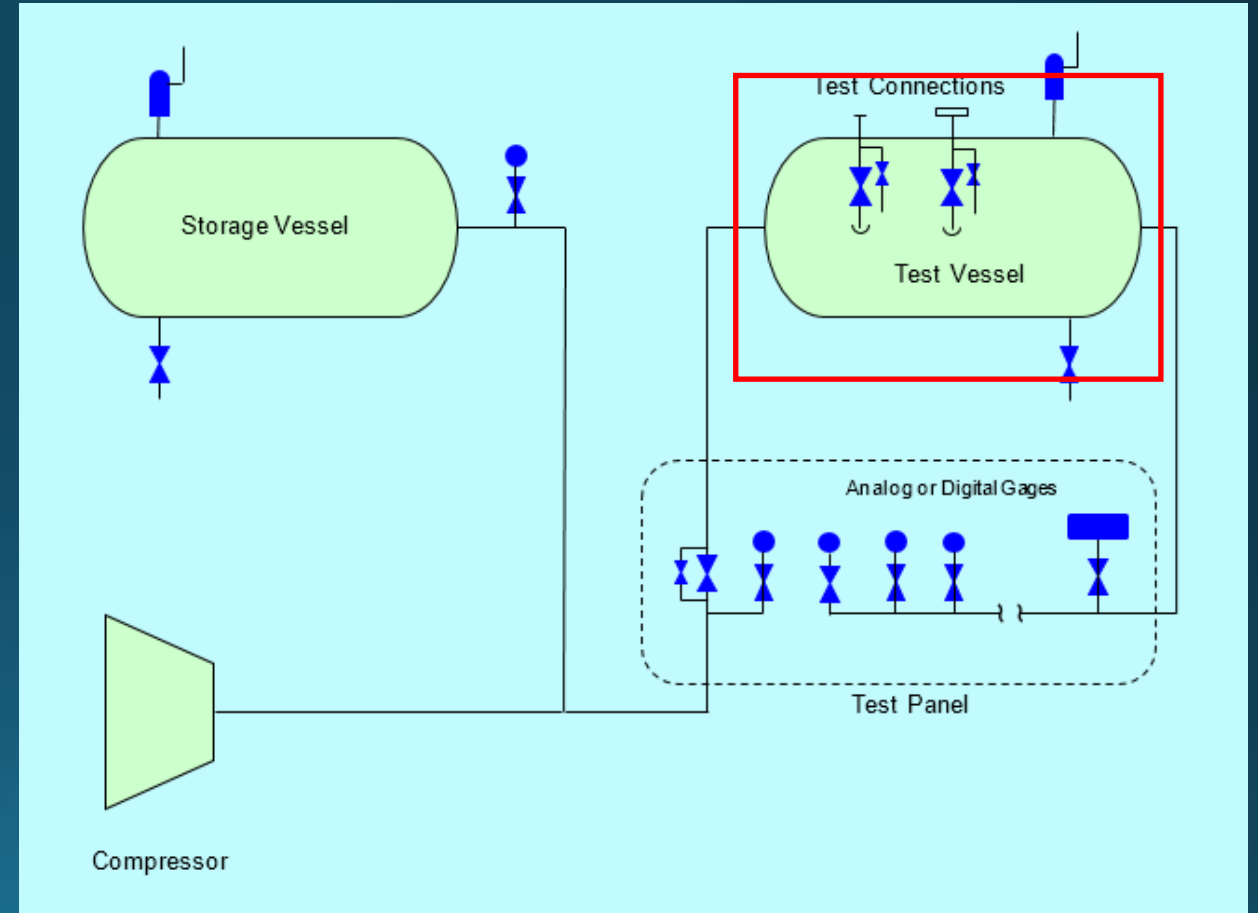 Test Connections
Storage Vessel
Test Vessel
Analog or Digital Gages
Test Panel
Compressor